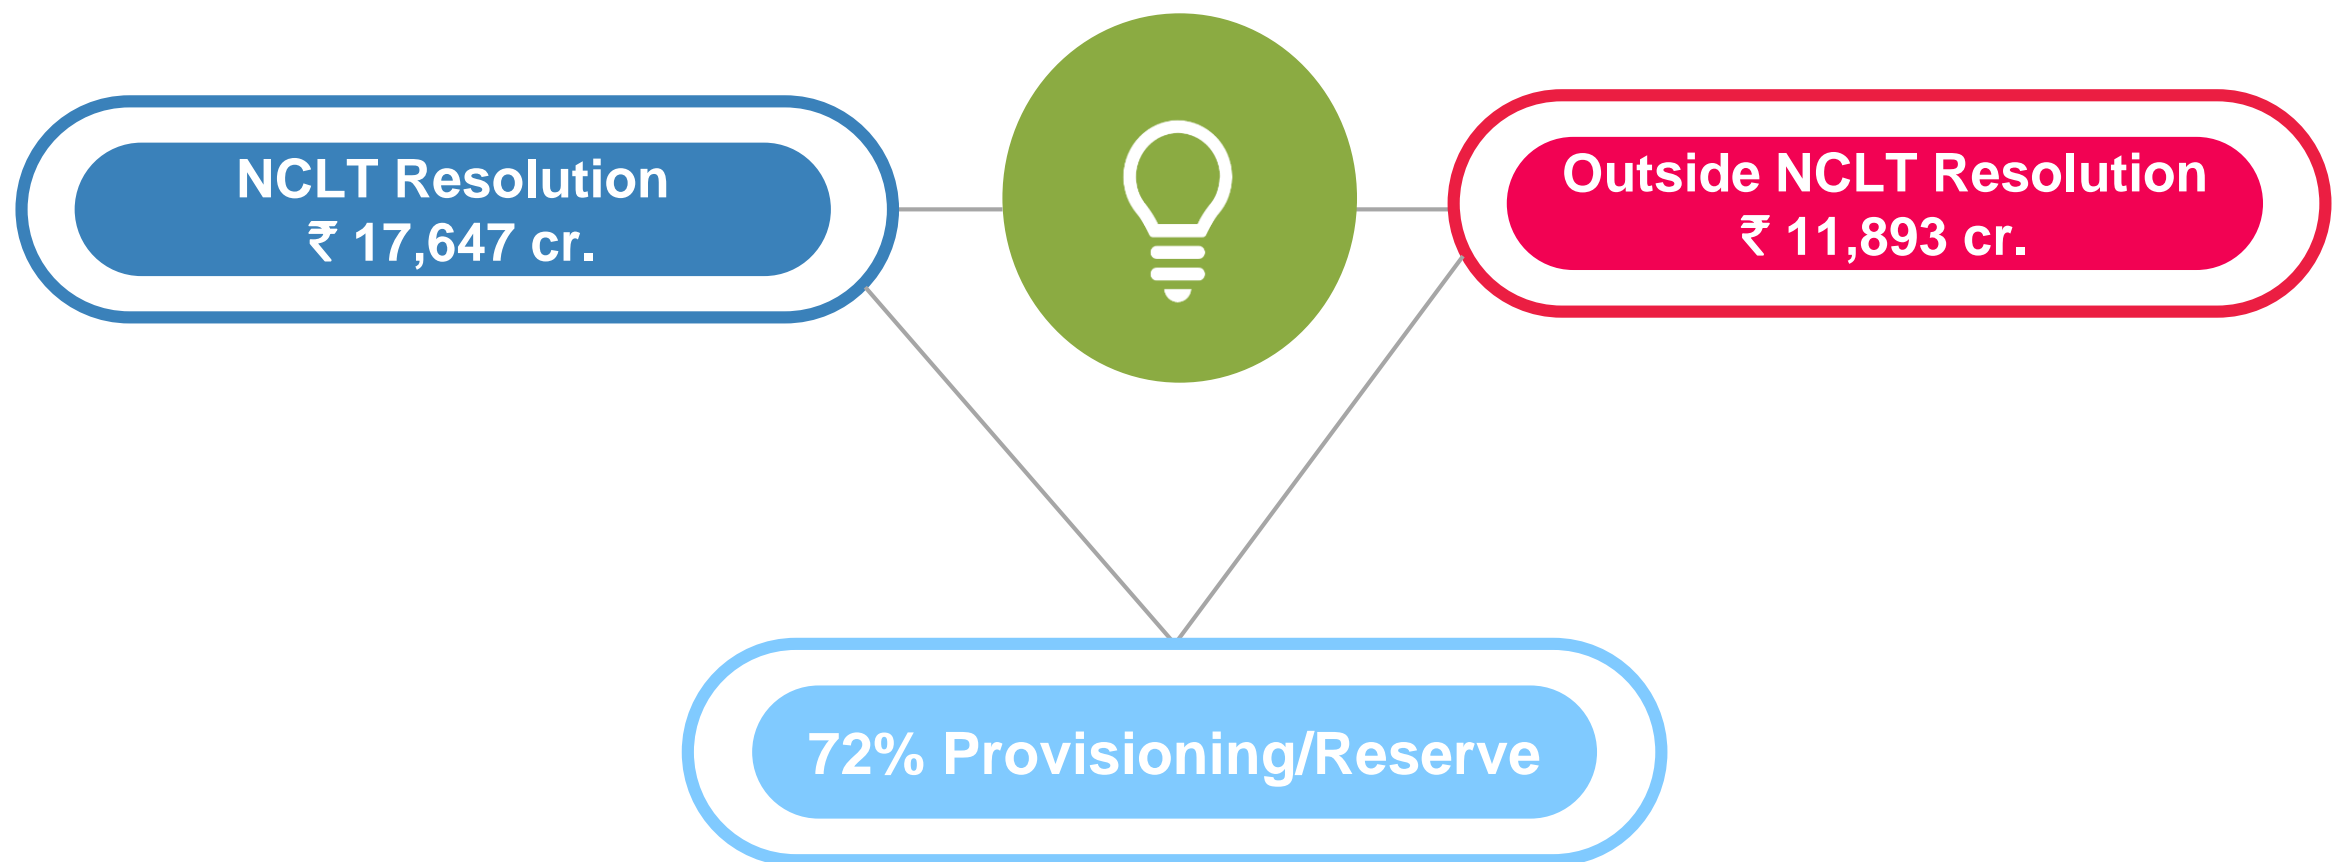 NCLT Resolution
₹ 17,647 cr.
Outside NCLT Resolution
₹ 11,893 cr.
72% Provisioning/Reserve